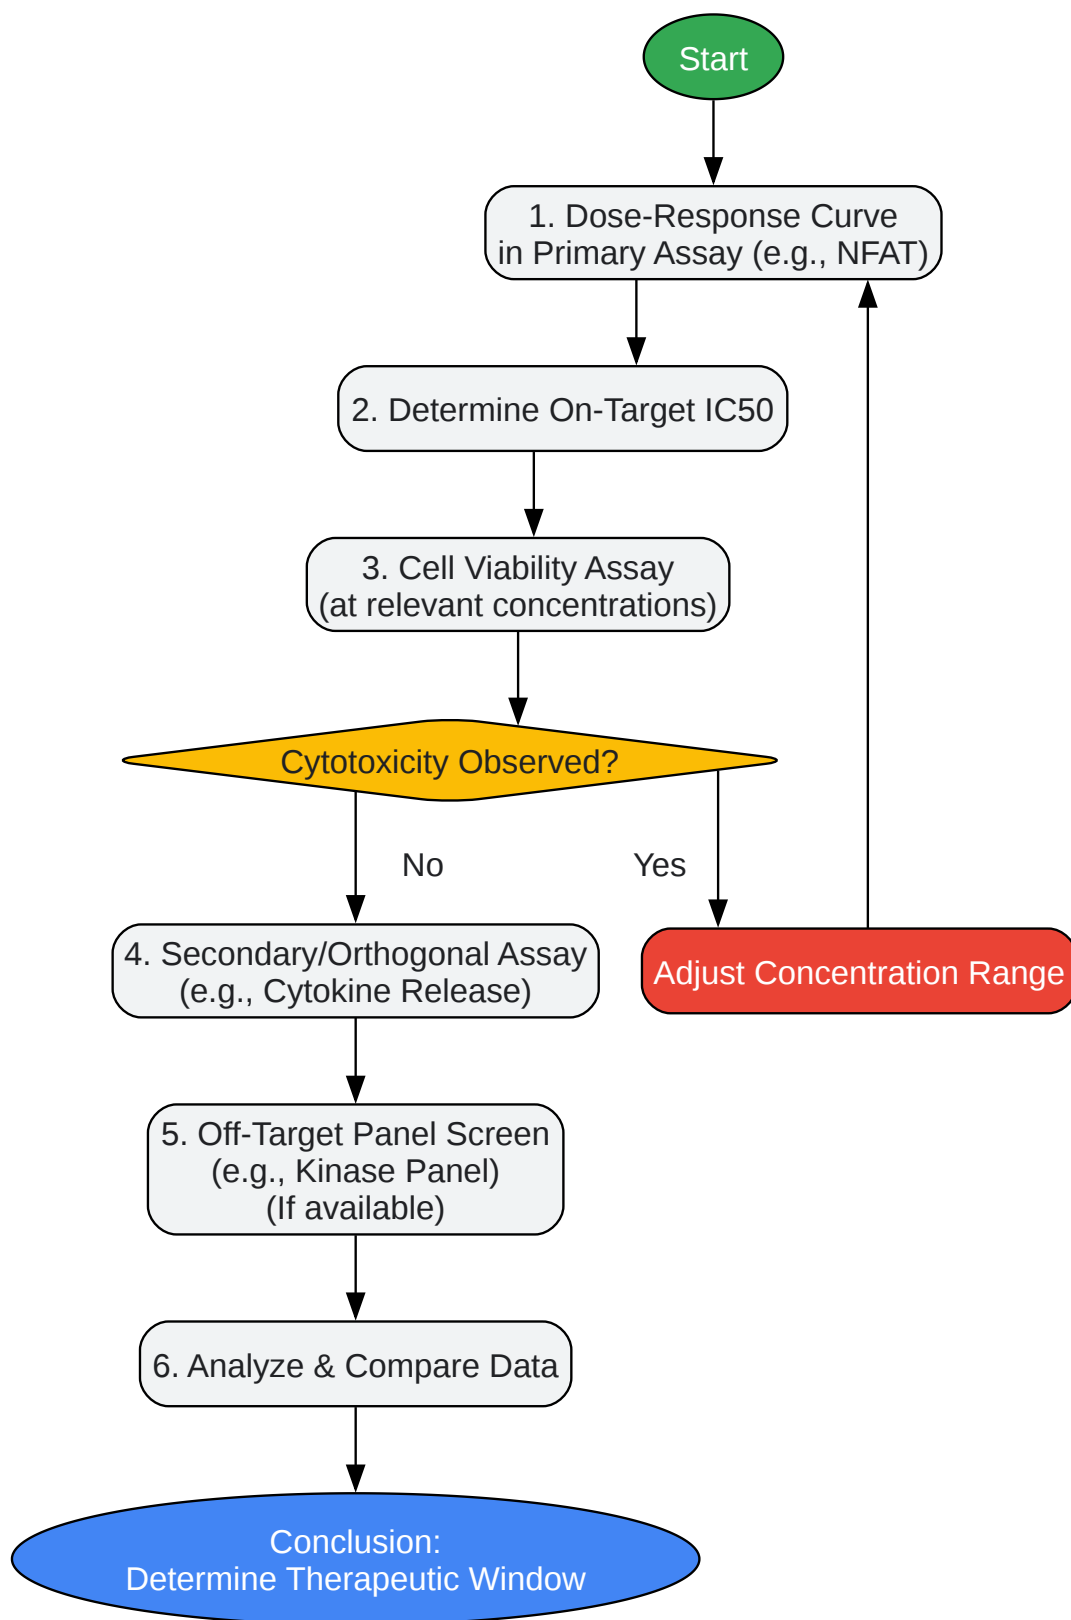 Start
1. Dose-Response Curve
in Primary Assay (e.g., NFAT)
2. Determine On-Target IC50
3. Cell Viability Assay
(at relevant concentrations)
Cytotoxicity Observed?
No
Yes
4. Secondary/Orthogonal Assay
(e.g., Cytokine Release)
Adjust Concentration Range
5. Off-Target Panel Screen
(e.g., Kinase Panel)
(If available)
6. Analyze & Compare Data
Conclusion:
Determine Therapeutic Window